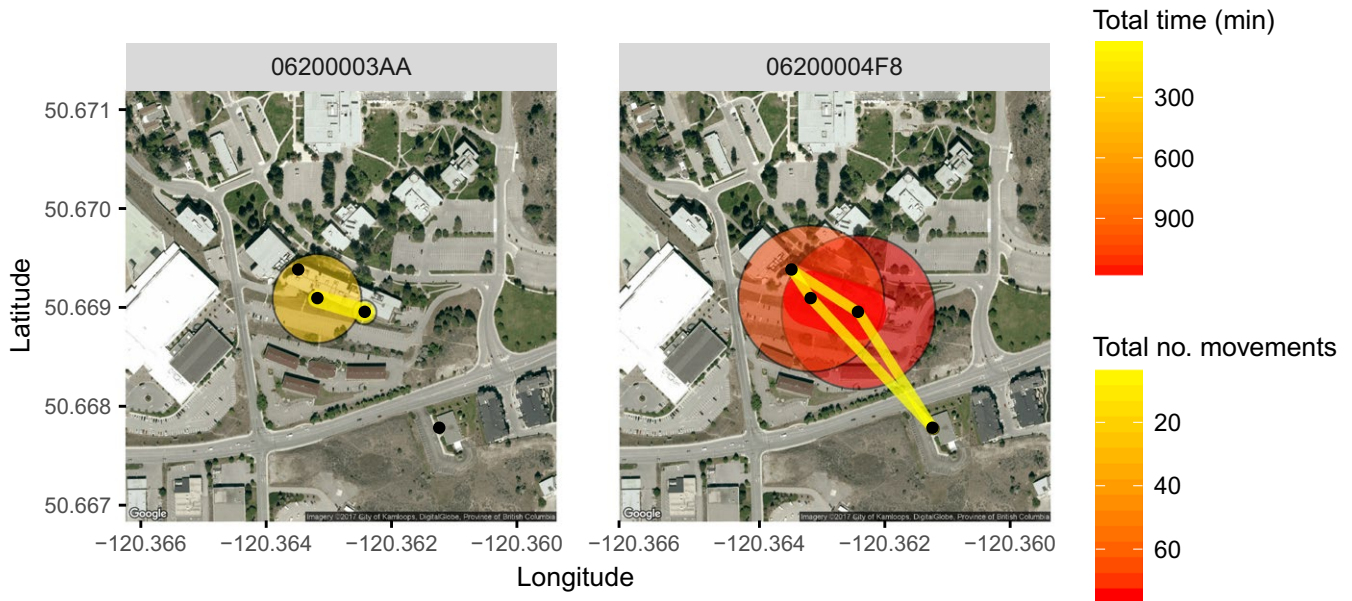 06200003AA
06200004F8
Total time (min)
300
600
900
Total no. movements
20
40
60
Latitude
50.671
50.670
50.669
50.668
50.667
Google
Imagery ©2017 City of Kamloops, DigitalGlobe, Province of British Columbia
Google
Imagery ©2017 City of Kamloops, DigitalGlobe, Province of British Columbia
−120.366
−120.364
−120.362
−120.360
−120.366
−120.364
−120.362
−120.360
Longitude